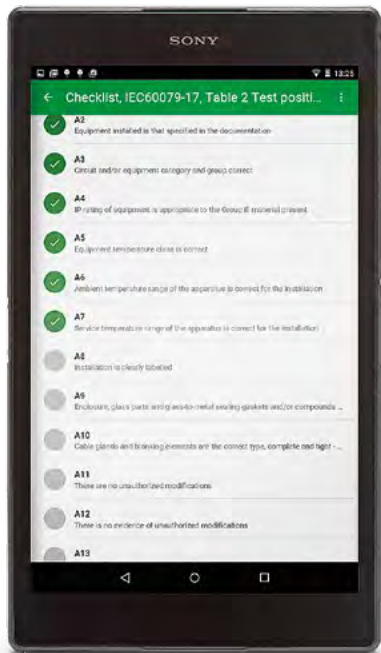 SONY
13:25
Checklist, IEC60079-17, Table 2 Test positi...
A2
Equipment installed is that specified in the documentation
A3
Circuit and/or equipment category and group correct
A4
IP rating of equipment is appropriate to the Group III material present
A5
Equipment temperature class is correct
A6
Ambient temperature range of the apparatus is correct for the installation
A7
Service temperature range of the apparatus is correct for the installation
A8
Installation is clearly labelled
A9
Enclosure, glass parts and glass-to-metal sealing gaskets and/or compounds ...
A10
Cable glands and blanking elements are the correct type, complete and tight - ...
A11
There are no unauthorized modifications
A12
There is no evidence of unauthorized modifications
A13